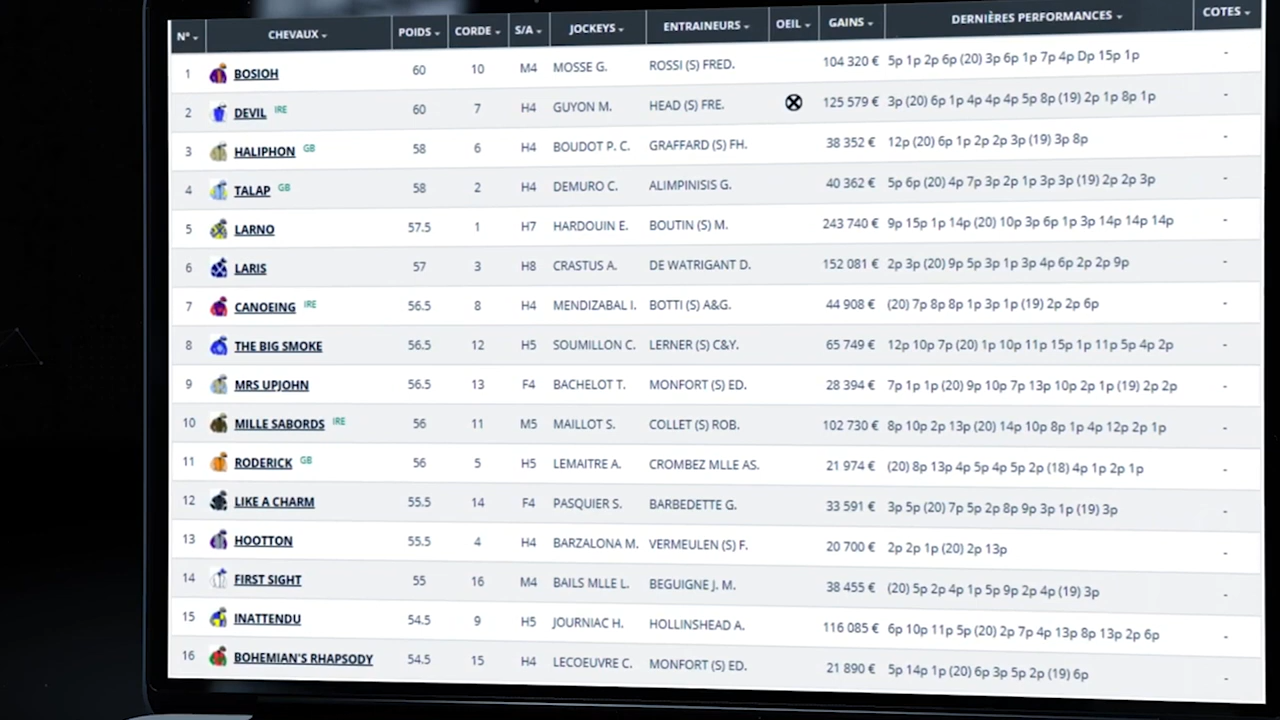 N° CHEVAUX POIDS CORDE S/A JOCKEYS ENTRAINEURS OEIL GAINS DERNIÈRES PERFORMANCES COTES
1 BOSIOH 60 10 M4 MOSSE G. ROSSI (S) FRED. 104 320 € 5p 1p 2p 6p (20) 3p 6p 1p 7p 4p Dp 15p 1p -
2 DEVIL IRE 60 7 H4 GUYON M. HEAD (S) FRE. 125 579 € 3p (20) 6p 1p 4p 4p 4p 5p 8p (19) 2p 1p 8p 1p -
3 HALIPHON GB 58 6 H4 BOUDOT P. C. GRAFFARD (S) FH. 38 352 € 12p (20) 6p 1p 2p 2p 3p (19) 3p 8p -
4 TALAP GB 58 2 H4 DEMURO C. ALIMPINISIS G. 40 362 € 5p 6p (20) 4p 7p 3p 2p 1p 3p 3p (19) 2p 2p 3p -
5 LARNO 57.5 1 H7 HARDOUIN E. BOUTIN (S) M. 243 740 € 9p 15p 1p 14p (20) 10p 3p 6p 1p 3p 14p 14p 14p -
6 LARIS 57 3 H8 CRASTUS A. DE WATRIGANT D. 152 081 € 2p 3p (20) 9p 5p 3p 1p 3p 4p 6p 2p 2p 9p -
7 CANOEING IRE 56.5 8 H4 MENDIZABAL I. BOTTI (S) A&G. 44 908 € (20) 7p 8p 8p 1p 3p 1p (19) 2p 2p 6p -
8 THE BIG SMOKE 56.5 12 H5 SOUMILLON C. LERNER (S) C&Y. 65 749 € 12p 10p 7p (20) 1p 10p 11p 15p 1p 11p 5p 4p 2p -
9 MRS UPJOHN 56.5 13 F4 BACHELOT T. MONFORT (S) ED. 28 394 € 7p 1p 1p (20) 9p 10p 7p 13p 10p 2p 1p (19) 2p 2p -
10 MILLE SABORDS IRE 56 11 M5 MAILLOT S. COLLET (S) ROB. 102 730 € 8p 10p 2p 13p (20) 14p 10p 8p 1p 4p 12p 2p 1p -
11 RODERICK GB 56 5 H5 LEMAITRE A. CROMBEZ MLLE AS. 21 974 € (20) 8p 13p 4p 5p 4p 5p 2p (18) 4p 1p 2p 1p -
12 LIKE A CHARM 55.5 14 F4 PASQUIER S. BARBEDETTE G. 33 591 € 3p 5p (20) 7p 5p 2p 8p 9p 3p 1p (19) 3p -
13 HOOTTON 55.5 4 H4 BARZALONA M. VERMEULEN (S) F. 20 700 € 2p 2p 1p (20) 2p 13p -
14 FIRST SIGHT 55 16 M4 BAILS MLLE L. BEGUIGNE J. M. 38 455 € (20) 5p 2p 4p 1p 5p 9p 2p 4p (19) 3p -
15 INATTENDU 54.5 9 H5 JOURNIAC H. HOLLINSHEAD A. 116 085 € 6p 10p 11p 5p (20) 2p 7p 4p 13p 8p 13p 2p 6p -
16 BOHEMIAN'S RHAPSODY 54.5 15 H4 LECOEUVRE C. MONFORT (S) ED. 21 890 € 5p 14p 1p (20) 6p 3p 5p 2p (19) 6p -